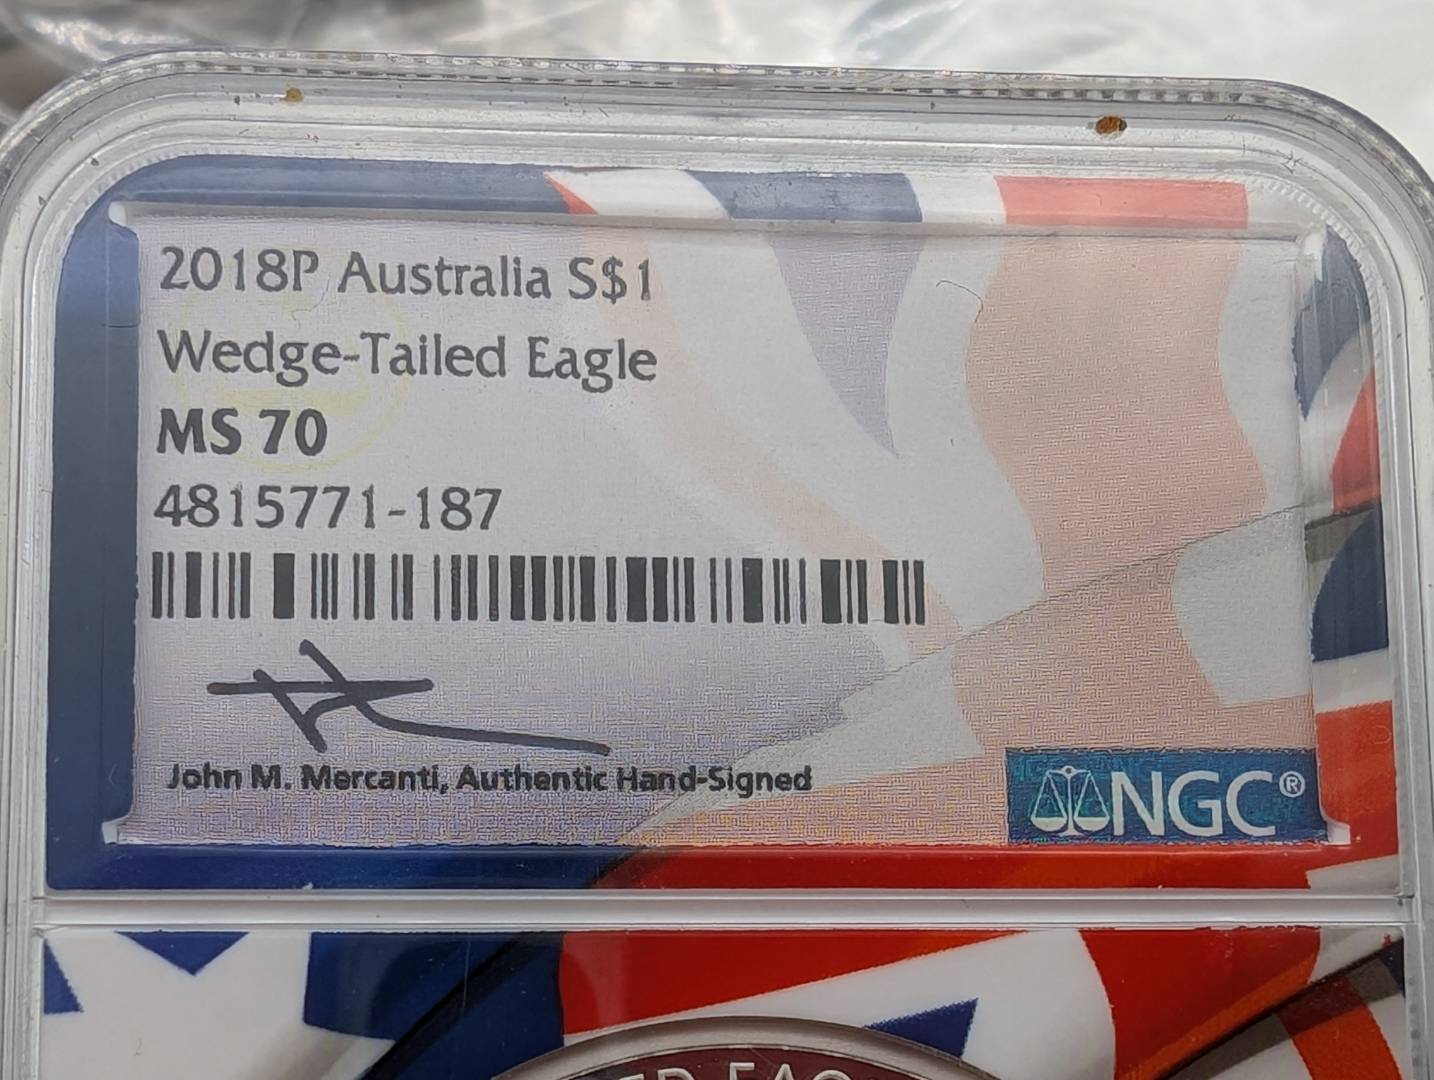 2018P Australia S$1
Wedge-Tailed Eagle
MS 70
4815771-187
John M. Mercanti, Authentic Hand-Signed
NGC®